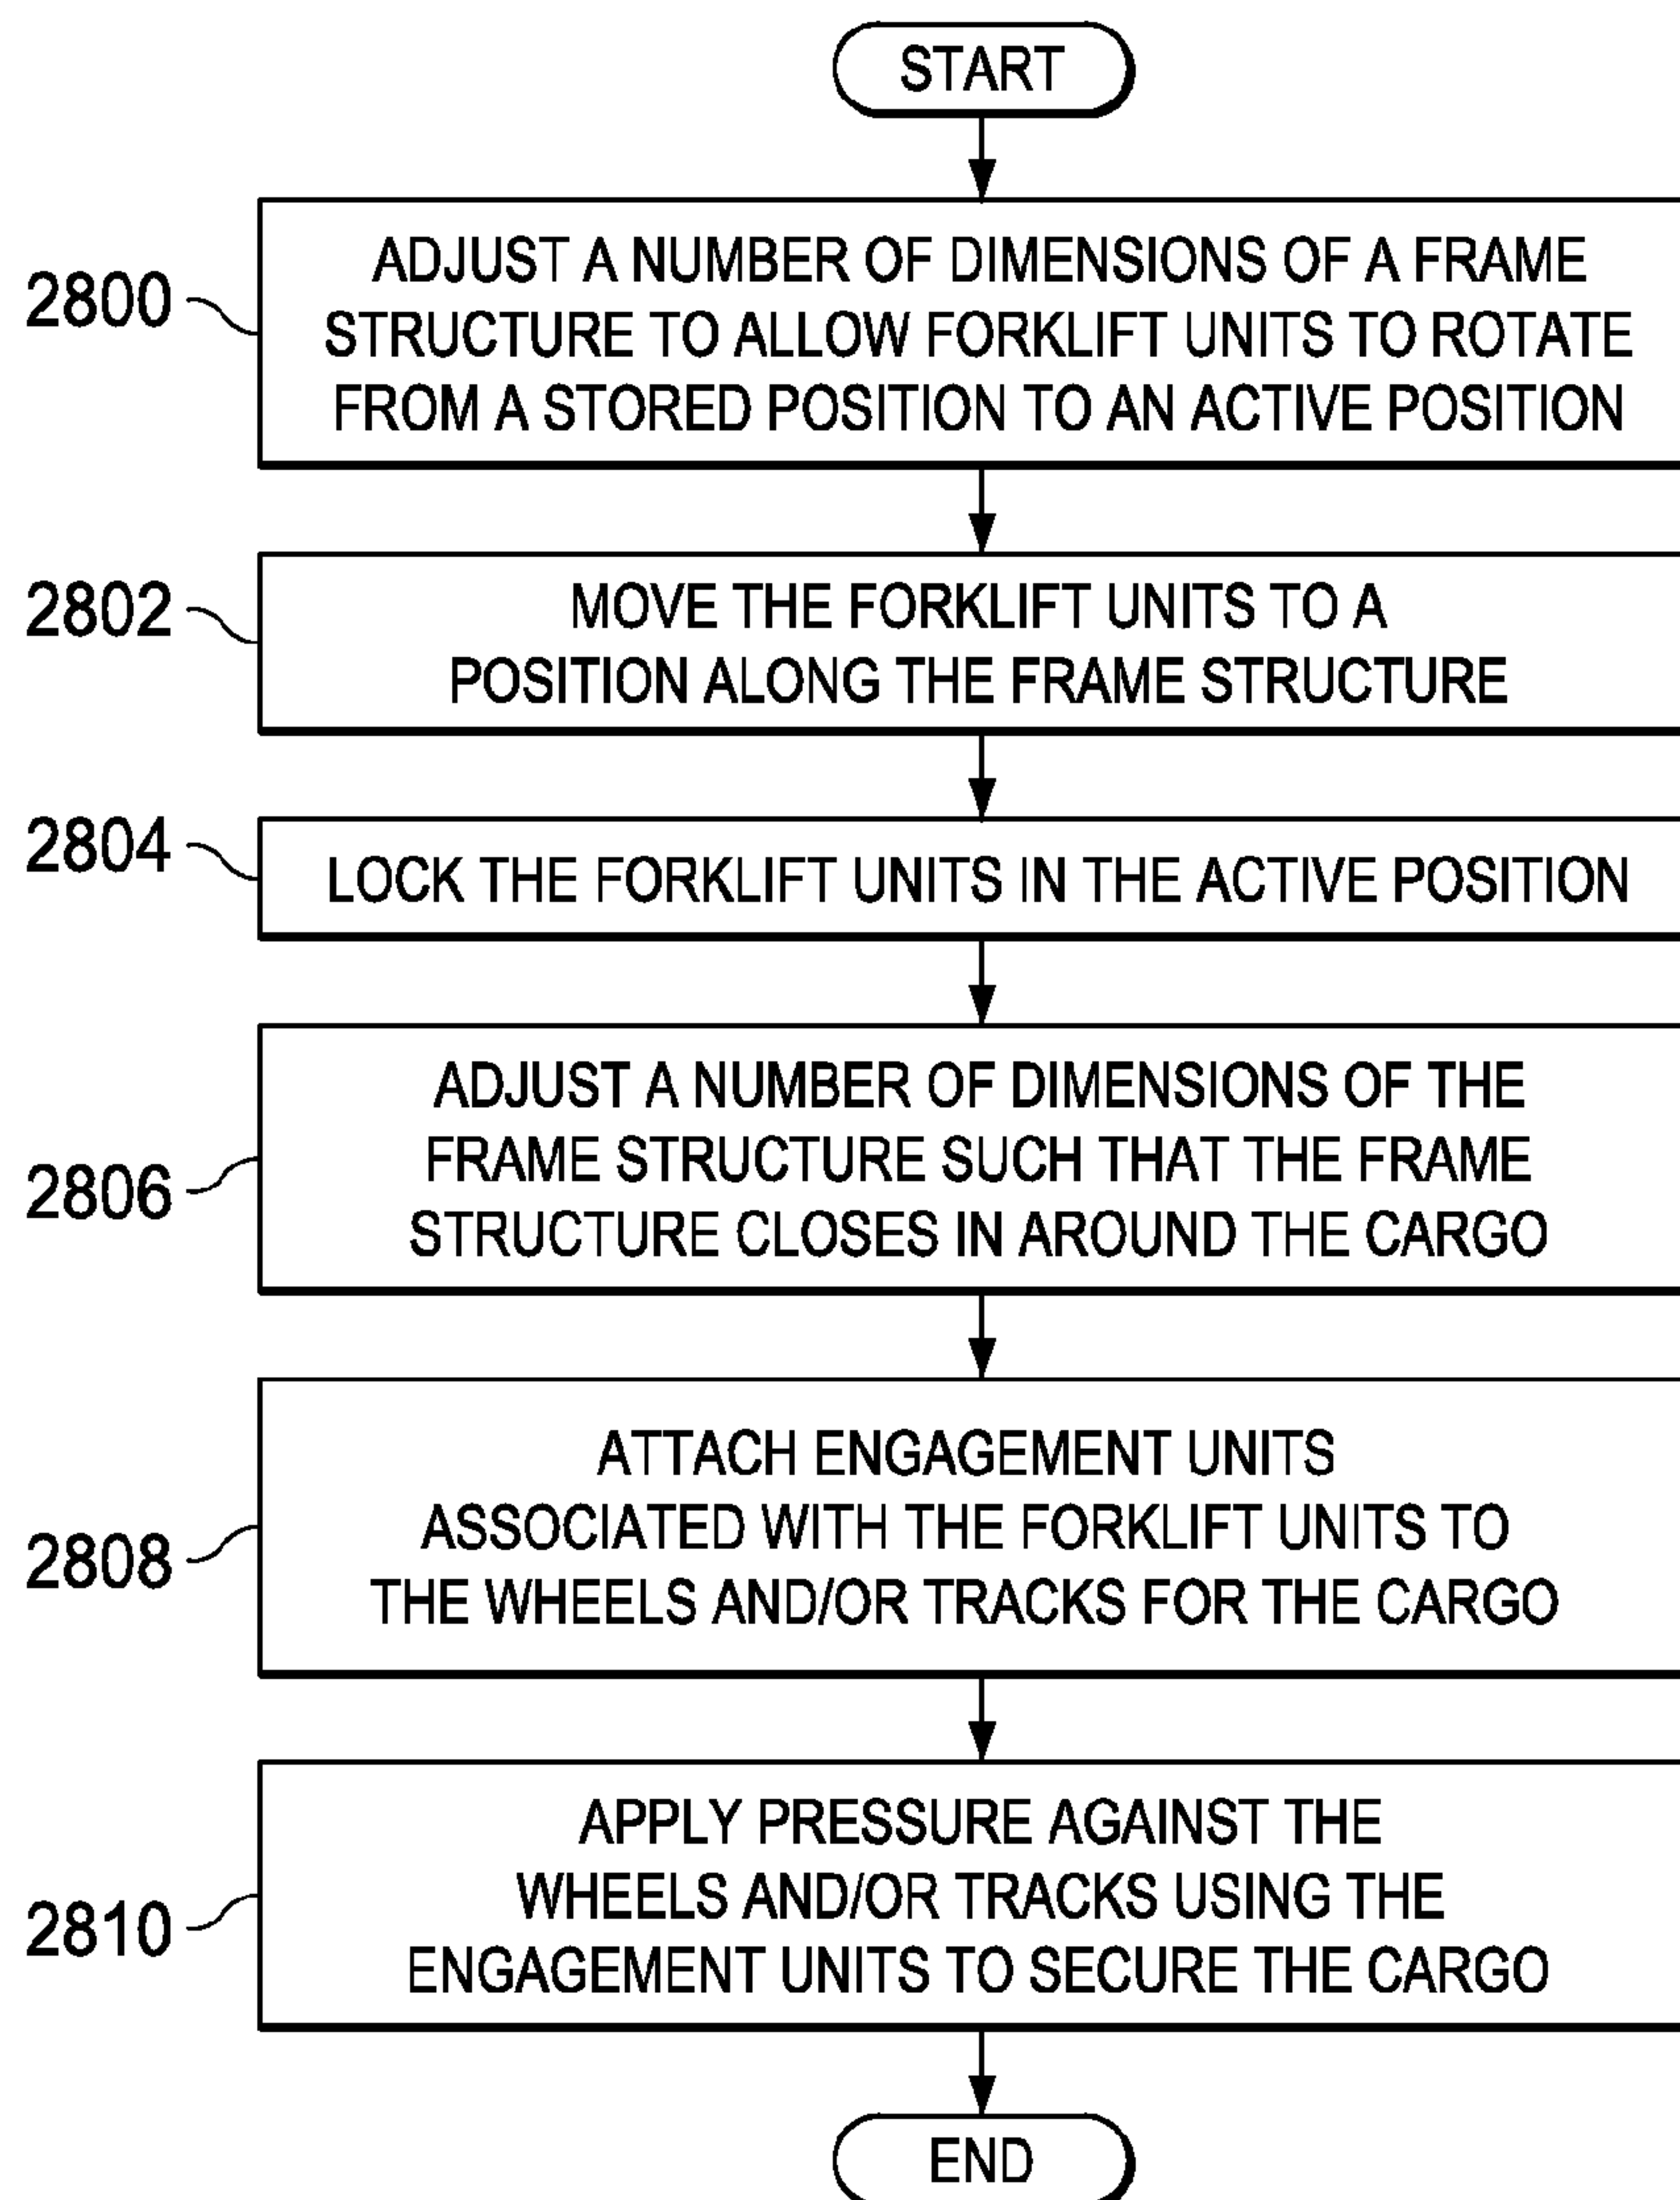 START
2800
ADJUST A NUMBER OF DIMENSIONS OF A FRAME
STRUCTURE TO ALLOW FORKLIFT UNITS TO ROTATE
FROM A STORED POSITION TO AN ACTIVE POSITION
2802
MOVE THE FORKLIFT UNITS TO A
POSITION ALONG THE FRAME STRUCTURE
2804
LOCK THE FORKLIFT UNITS IN THE ACTIVE POSITION
2806
ADJUST A NUMBER OF DIMENSIONS OF THE
FRAME STRUCTURE SUCH THAT THE FRAME
STRUCTURE CLOSES IN AROUND THE CARGO
2808
ATTACH ENGAGEMENT UNITS
ASSOCIATED WITH THE FORKLIFT UNITS TO
THE WHEELS AND/OR TRACKS FOR THE CARGO
2810
APPLY PRESSURE AGAINST THE
WHEELS AND/OR TRACKS USING THE
ENGAGEMENT UNITS TO SECURE THE CARGO
END